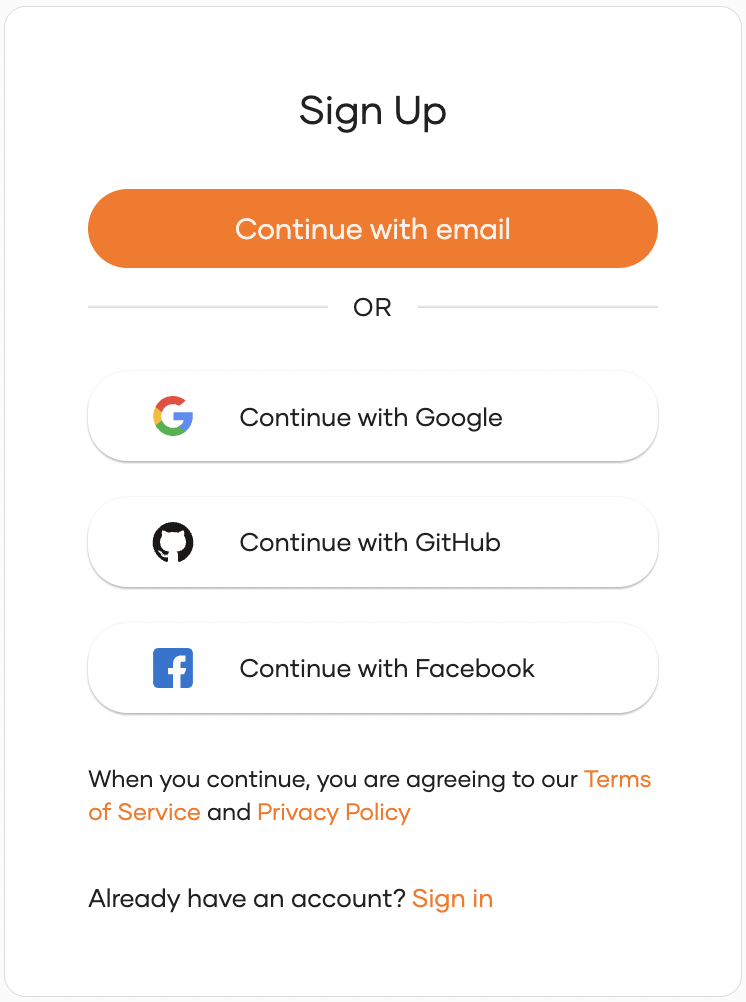 Sign Up
Continue with email
OR
Continue with Google
Continue with GitHub
Continue with Facebook
When you continue, you are agreeing to our Terms
of Service and Privacy Policy
Already have an account? Sign in